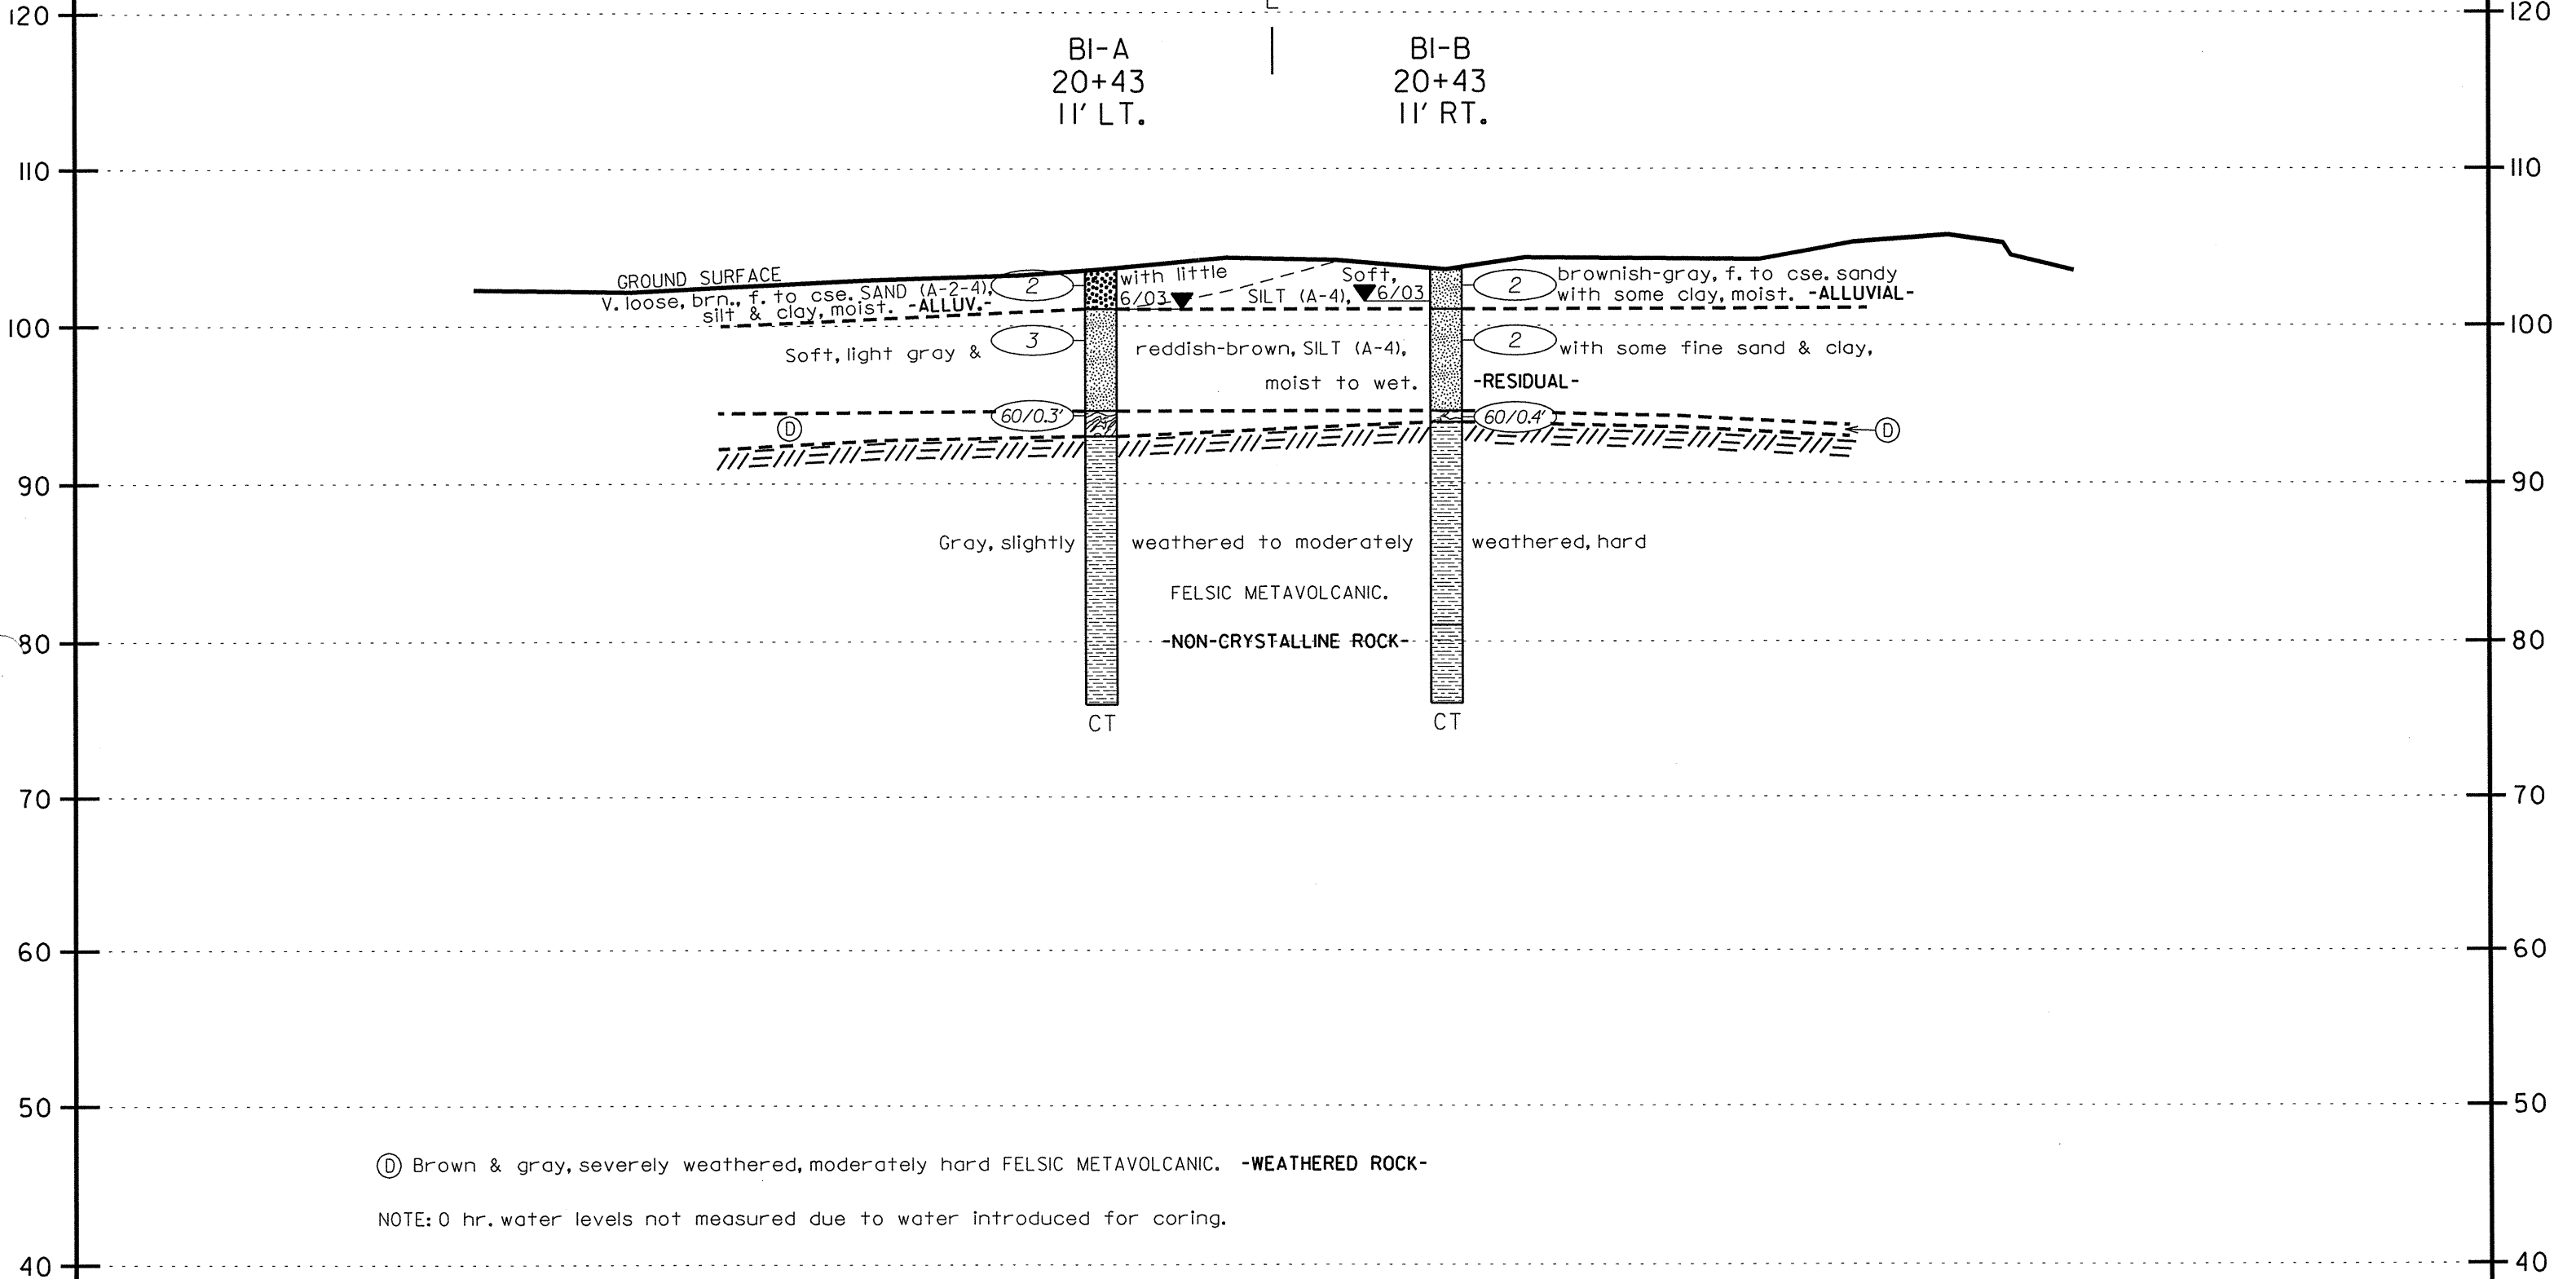 120 120
BI-A BI-B
20+43 20+43
11' LT. 11' RT.
110 110
GROUND SURFACE with little Soft, brownish-gray, f. to cse. sandy
V. loose, brn., f. to cse. SAND (A-2-4), 2 6/03 SILT (A-4), 6/03 2 with some clay, moist. -ALLUVIAL-
silt & clay, moist. -ALLUV.-
100 100
Soft, light gray & 3 reddish-brown, SILT (A-4), 2 with some fine sand & clay,
moist to wet. -RESIDUAL-
D 60/0.3' 60/0.4' D
90 90
Gray, slightly weathered to moderately weathered, hard
FELSIC METAVOLCANIC.
80 -NON-CRYSTALLINE ROCK- 80
CT CT
70 70
60 60
50 50
D Brown & gray, severely weathered, moderately hard FELSIC METAVOLCANIC. -WEATHERED ROCK-
NOTE: 0 hr. water levels not measured due to water introduced for coring.
40 40